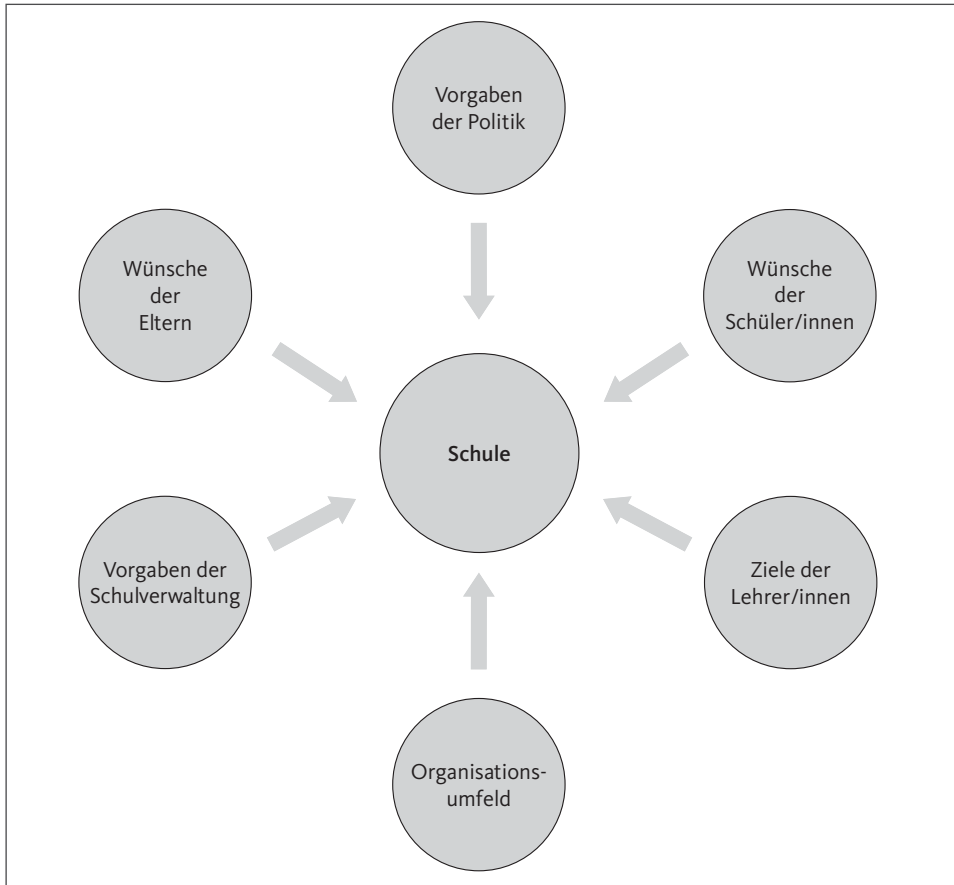 Vorgaben
der Politik
Wünsche
der
Eltern
Wünsche
der
Schüler/innen
Schule
Vorgaben der
Schulverwaltung
Ziele der
Lehrer/innen
Organisations-
umfeld